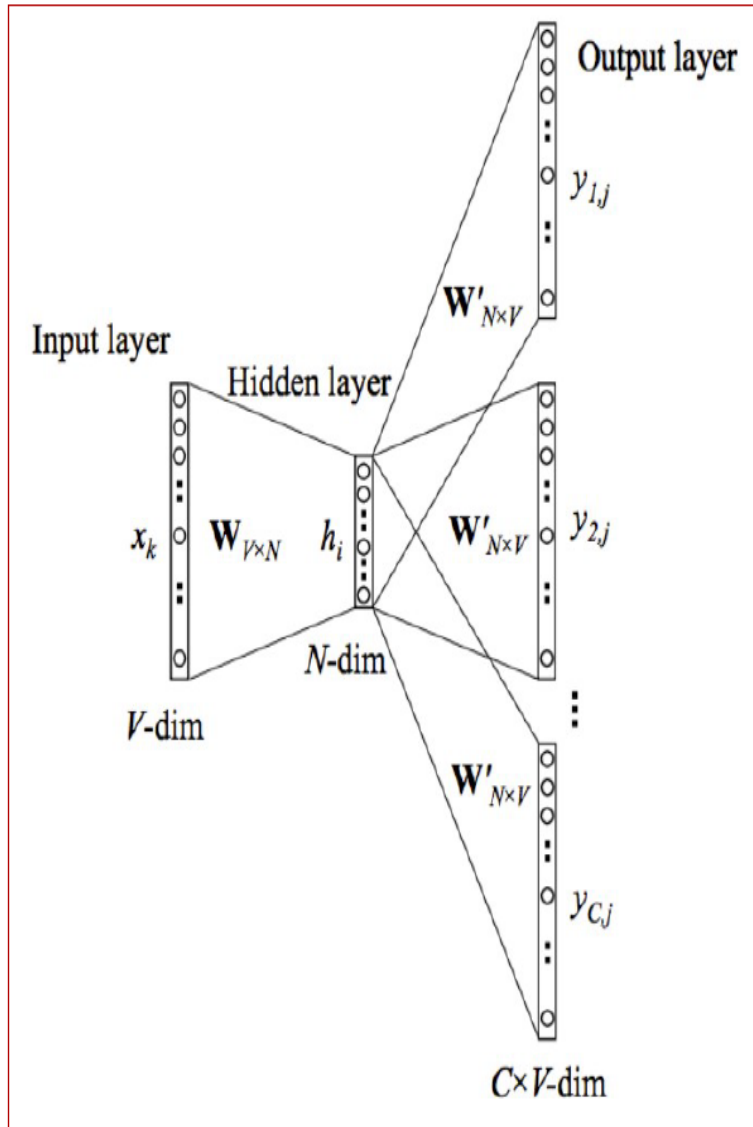 Output layer
y1,j
W'N×V
Input layer
Hidden layer
xk
WV×N
hi
W'N×V
y2,j
N-dim
V-dim
W'N×V
yC,j
C×V-dim